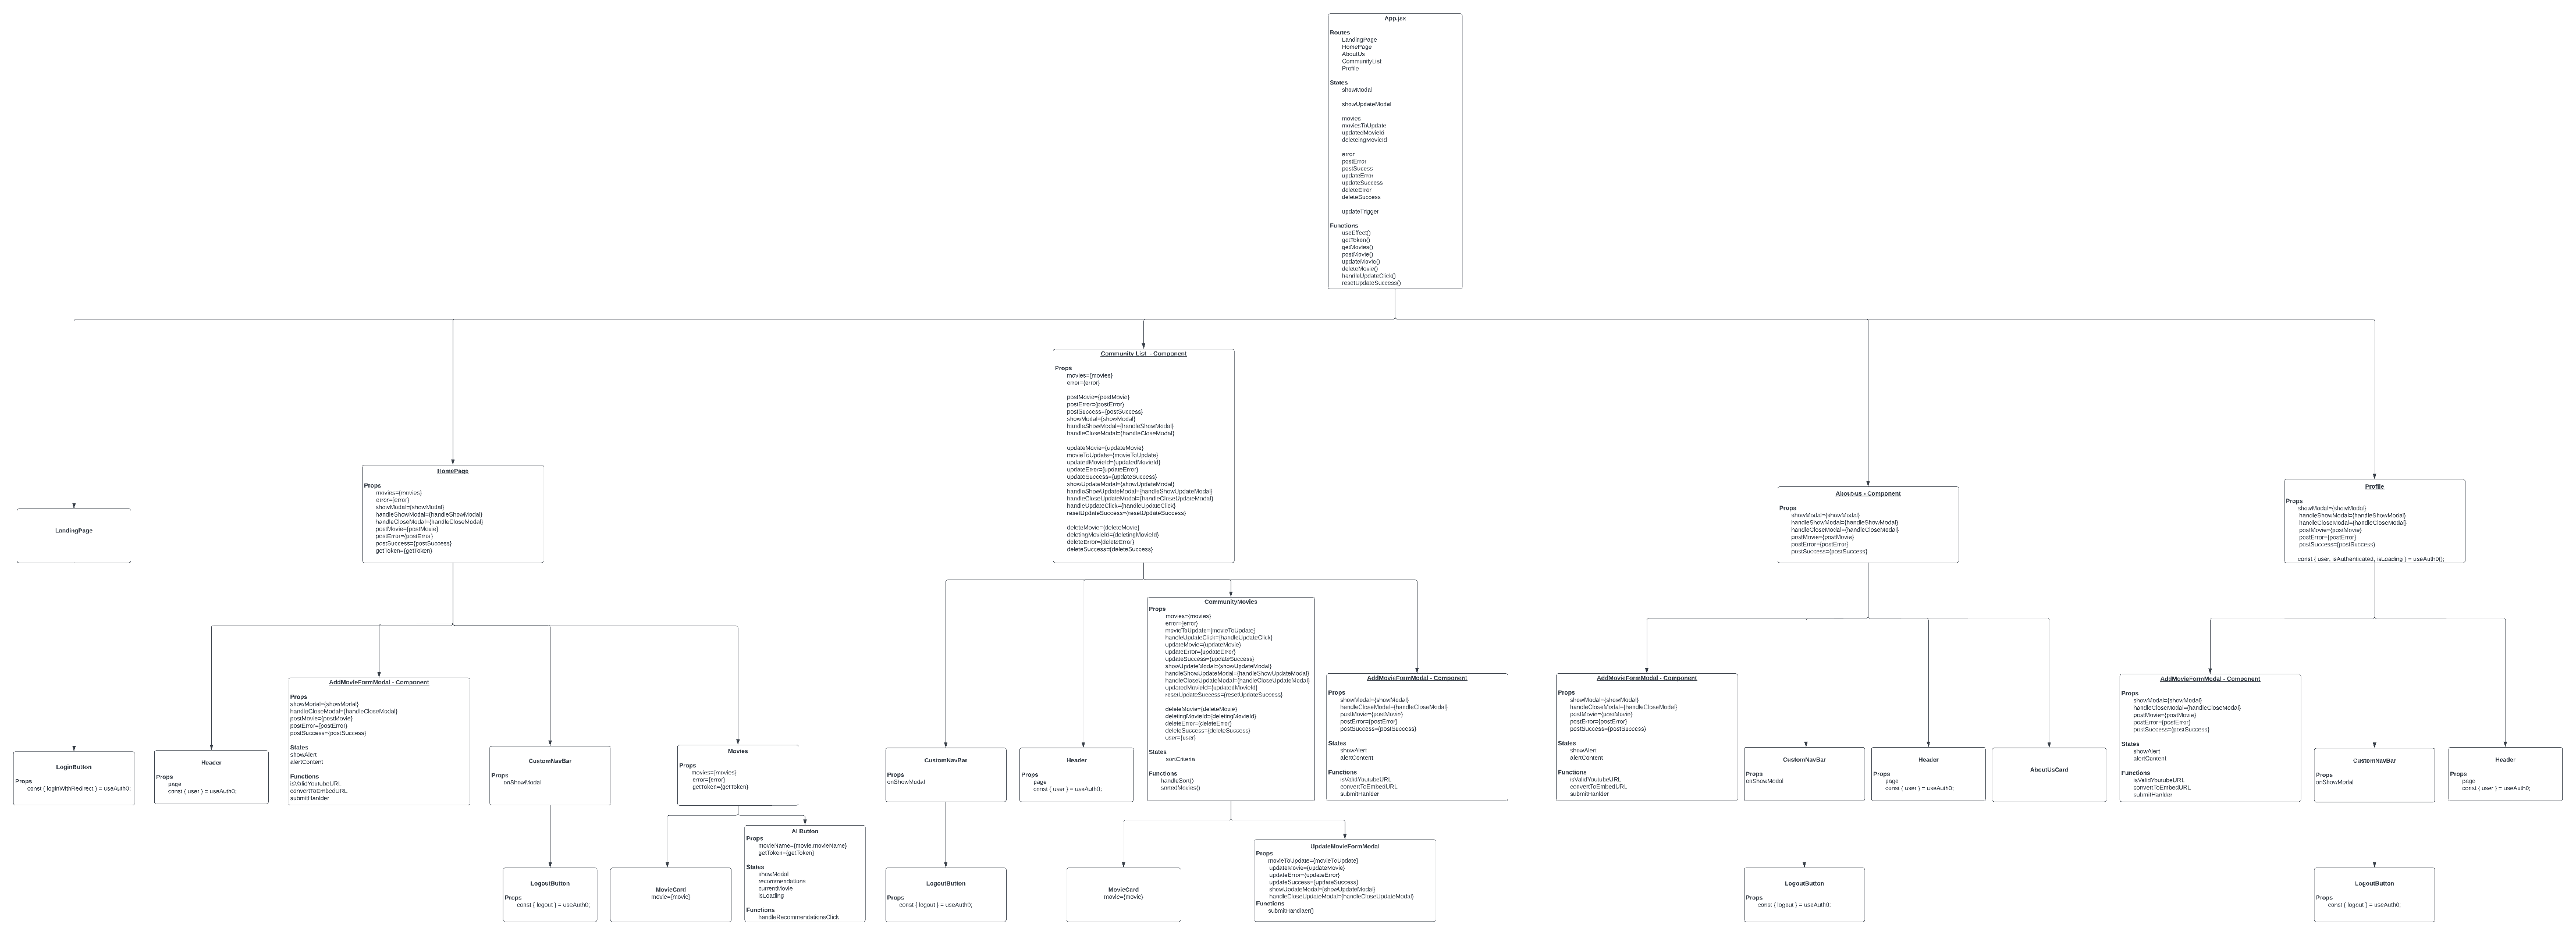 App.jsx
Routes
LandingPage
HomePage
AboutUs
CommunityList
Profile
States
showModal
showUpdateModal
movies
moviesToUpdate
updatedMovieId
deleteingMovieId
error
postError
postSucess
updateError
updateSuccess
deleteError
deleteSuccess
updateTrigger
Functions
useEffect()
getToken()
getMovies()
postMovie()
updateMovie()
deleteMovie()
handleUpdateClick()
resetUpdateSuccess()
LandingPage
LoginButton
Props
const { loginWithRedirect } = useAuth0;
HomePage
Props
movies={movies}
error={error}
showModal={showModal}
handleShowModal={handleShowModal}
handleCloseModal={handleCloseModal}
postMovie={postMovie}
postError={postError}
postSuccess={postSuccess}
getToken={getToken}
Header
Props
page
const { user } = useAuth0;
AddMovieFormModal - Component
Props
showModal={showModal}
handleCloseModal={handleCloseModal}
postMovie={postMovie}
postError={postError}
postSuccess={postSuccess}
States
showAlert
alertContent
Functions
isValidYoutubeURL
convertToEmbedURL
submitHanlder
CustomNavBar
Props
onShowModal
LogoutButton
Props
const { logout } = useAuth0;
Movies
Props
movies={movies}
error={error}
getToken={getToken}
MovieCard
movie={movie}
AI Button
Props
movieName={movie.movieName}
getToken={getToken}
States
showModal
recommendations
currentMovie
isLoading
Functions
handleRecommendationsClick
Community List - Component
Props
movies={movies}
error={error}
postMovie={postMovie}
postError={postError}
postSuccess={postSuccess}
showModal={showModal}
handleShowModal={handleShowModal}
handleCloseModal={handleCloseModal}
updateMovie={updateMovie}
movieToUpdate={movieToUpdate}
updatedMovieId={updatedMovieId}
updateError={updateError}
updateSuccess={updateSuccess}
showUpdateModal={showUpdateModal}
handleShowUpdateModal={handleShowUpdateModal}
handleCloseUpdateModal={handleCloseUpdateModal}
handleUpdateClick={handleUpdateClick}
resetUpdateSuccess={resetUpdateSuccess}
deleteMovie={deleteMovie}
deletingMovieId={deletingMovieId}
deleteError={deleteError}
deleteSuccess={deleteSuccess}
CustomNavBar
Props
onShowModal
LogoutButton
Props
const { logout } = useAuth0;
Header
Props
page
const { user } = useAuth0;
CommunityMovies
Props
movies={movies}
error={error}
movieToUpdate={movieToUpdate}
handleUpdateClick={handleUpdateClick}
updateMovie={updateMovie}
updateError={updateError}
updateSuccess={updateSuccess}
showUpdateModal={showUpdateModal}
handleShowUpdateModal={handleShowUpdateModal}
handleCloseUpdateModal={handleCloseUpdateModal}
updatedMovieId={updatedMovieId}
resetUpdateSuccess={resetUpdateSuccess}
deleteMovie={deleteMovie}
deletingMovieId={deletingMovieId}
deleteError={deleteError}
deleteSuccess={deleteSuccess}
user={user}
States
sortCriteria
Functions
handleSort()
sortedMovies()
MovieCard
movie={movie}
UpdateMovieFormModal
Props
movieToUpdate={movieToUpdate}
updateMovie={updateMovie}
updateError={updateError}
updateSuccess={updateSuccess}
showUpdateModal={showUpdateModal}
handleCloseUpdateModal={handleCloseUpdateModal}
Functions
submitHandlaer()
AddMovieFormModal - Component
Props
showModal={showModal}
handleCloseModal={handleCloseModal}
postMovie={postMovie}
postError={postError}
postSuccess={postSuccess}
States
showAlert
alertContent
Functions
isValidYoutubeURL
convertToEmbedURL
submitHanlder
About-us - Component
Props
showModal={showModal}
handleShowModal={handleShowModal}
handleCloseModal={handleCloseModal}
postMovie={postMovie}
postError={postError}
postSuccess={postSuccess}
AddMovieFormModal - Component
Props
showModal={showModal}
handleCloseModal={handleCloseModal}
postMovie={postMovie}
postError={postError}
postSuccess={postSuccess}
States
showAlert
alertContent
Functions
isValidYoutubeURL
convertToEmbedURL
submitHanlder
CustomNavBar
Props
onShowModal
LogoutButton
Props
const { logout } = useAuth0;
Header
Props
page
const { user } = useAuth0;
AboutUsCard
Profile
Props
showModal={showModal}
handleShowModal={handleShowModal}
handleCloseModal={handleCloseModal}
postMovie={postMovie}
postError={postError}
postSuccess={postSuccess}
const { user, isAuthenticated, isLoading } = useAuth0();
AddMovieFormModal - Component
Props
showModal={showModal}
handleCloseModal={handleCloseModal}
postMovie={postMovie}
postError={postError}
postSuccess={postSuccess}
States
showAlert
alertContent
Functions
isValidYoutubeURL
convertToEmbedURL
submitHanlder
CustomNavBar
Props
onShowModal
LogoutButton
Props
const { logout } = useAuth0;
Header
Props
page
const { user } = useAuth0;